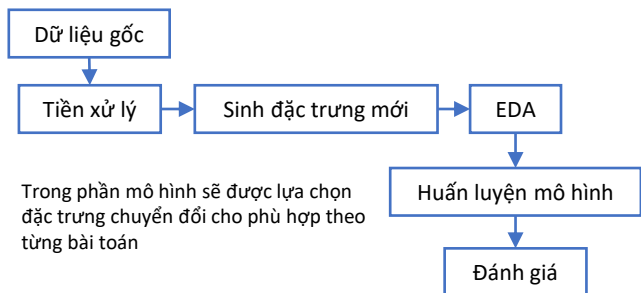 Dữ liệu gốc
Tiền xử lý
Sinh đặc trưng mới
EDA
Huấn luyện mô hình
Đánh giá
Trong phần mô hình sẽ được lựa chọn
đặc trưng chuyển đổi cho phù hợp theo
từng bài toán